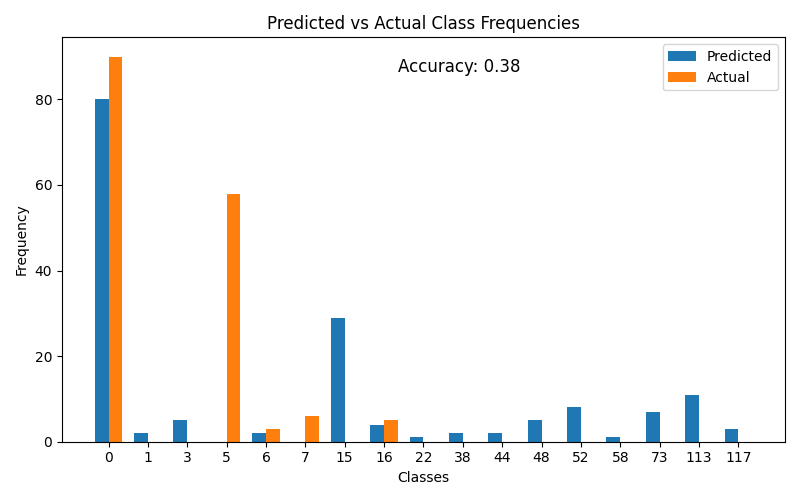 Predicted vs Actual Class Frequencies
Accuracy: 0.38
Predicted
Actual
Frequency
80
60
40
20
0
0 1 3 5 6 7 15 16 22 38 44 48 52 58 73 113 117
Classes